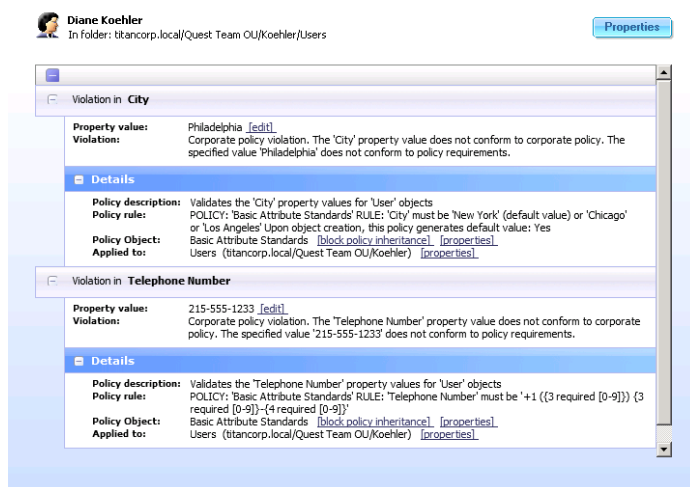 Diane Koehler
In folder: titancorp.local/Quest Team OU/Koehler/Users
Properties
Violation in City
Property value: Philadelphia [edit]
Violation: Corporate policy violation. The 'City' property value does not conform to corporate policy. The
specified value 'Philadelphia' does not conform to policy requirements.
Details
Policy description: Validates the 'City' property values for 'User' objects
Policy rule: POLICY: 'Basic Attribute Standards' RULE: 'City' must be 'New York' (default value) or 'Chicago'
or 'Los Angeles' Upon object creation, this policy generates default value: Yes
Policy Object: Basic Attribute Standards [block policy inheritance] [properties]
Applied to: Users (titancorp.local/Quest Team OU/Koehler) [properties]
Violation in Telephone Number
Property value: 215-555-1233 [edit]
Violation: Corporate policy violation. The 'Telephone Number' property value does not conform to corporate
policy. The specified value '215-555-1233' does not conform to policy requirements.
Details
Policy description: Validates the 'Telephone Number' property values for 'User' objects
Policy rule: POLICY: 'Basic Attribute Standards' RULE: 'Telephone Number' must be '+1 ({3 required [0-9]}) {3
required [0-9]}-{4 required [0-9]}'
Policy Object: Basic Attribute Standards [block policy inheritance] [properties]
Applied to: Users (titancorp.local/Quest Team OU/Koehler) [properties]